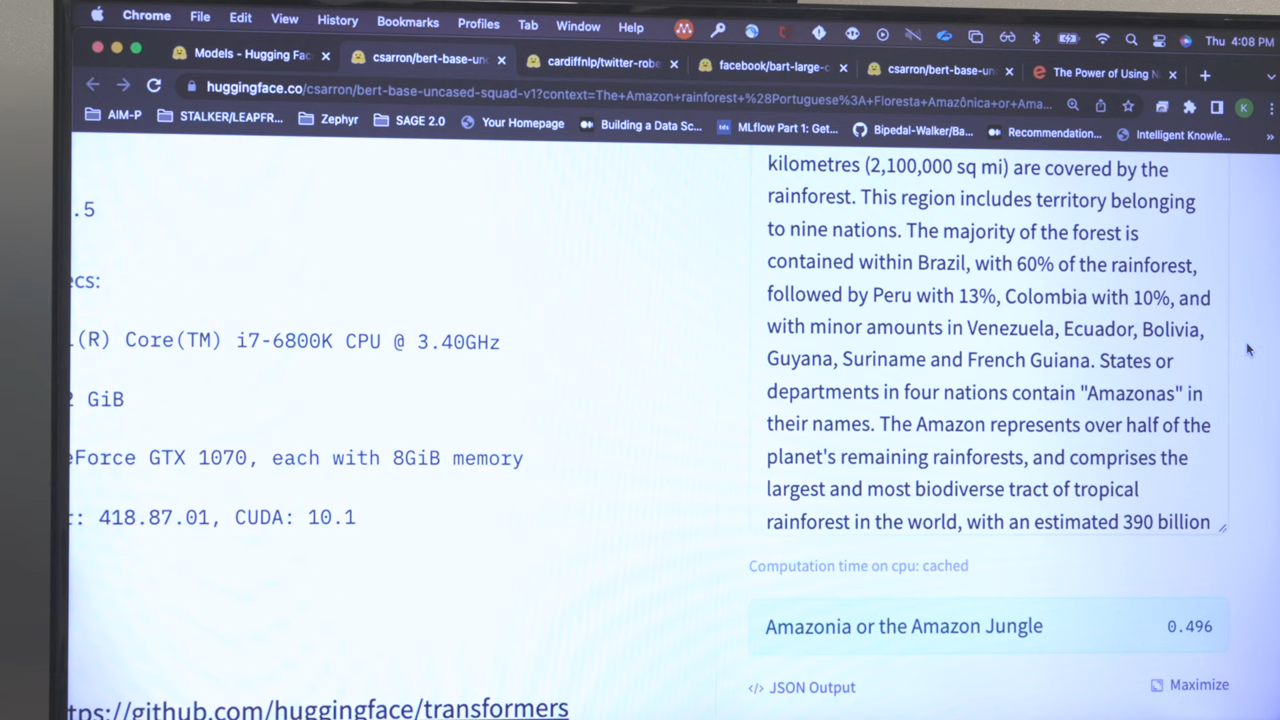 Chrome File Edit View History Bookmarks Profiles Tab Window Help Thu 4:08 PM
Models - Hugging Fac
csarron/bert-base-un
cardiffnlp/twitter-robe
facebook/bart-large-c
csarron/bert-base-un
The Power of Using N
huggingface.co/csarron/bert-base-uncased-squad-v1?context=The+Amazon+rainforest+%28Portuguese%3A+Floresta+Amazônica+or+Ama...
AIM-P STALKER/LEAPFR... Zephyr SAGE 2.0 Your Homepage Building a Data Sc... MLflow Part 1: Get... Bipedal-Walker/Ba... Recommendation... Intelligent Knowle...
.5
ecs:
l(R) Core(TM) i7-6800K CPU @ 3.40GHz
2 GiB
eForce GTX 1070, each with 8GiB memory
r: 418.87.01, CUDA: 10.1
tps://github.com/huggingface/transformers
kilometres (2,100,000 sq mi) are covered by the
rainforest. This region includes territory belonging
to nine nations. The majority of the forest is
contained within Brazil, with 60% of the rainforest,
followed by Peru with 13%, Colombia with 10%, and
with minor amounts in Venezuela, Ecuador, Bolivia,
Guyana, Suriname and French Guiana. States or
departments in four nations contain "Amazonas" in
their names. The Amazon represents over half of the
planet's remaining rainforests, and comprises the
largest and most biodiverse tract of tropical
rainforest in the world, with an estimated 390 billion
Computation time on cpu: cached
Amazonia or the Amazon Jungle 0.496
</> JSON Output Maximize